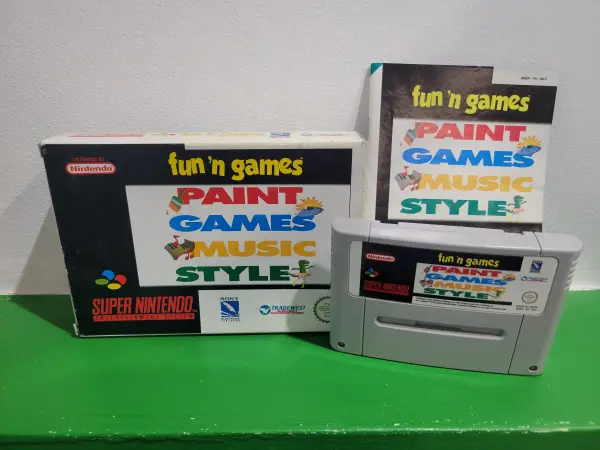 LICENSED BY
Nintendo
fun 'n games
PAINT
GAMES
MUSIC
STYLE
SUPER NINTENDO
ENTERTAINMENT SYSTEM
SONY
TRADEWEST
fun 'n games
PAINT
GAMES
MUSIC
STYLE
Nintendo
fun 'n games
PAINT
GAMES
MUSIC
STYLE
SUPER NINTENDO